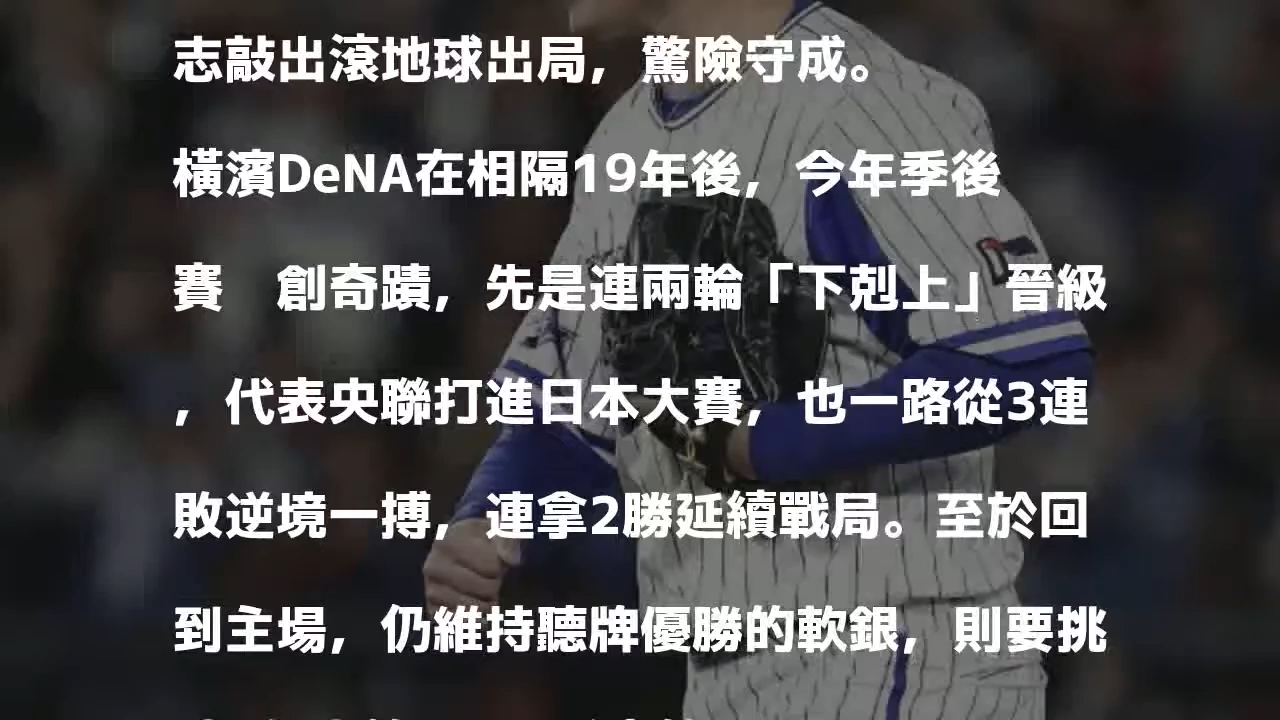 志敲出滾地球出局，驚險守成。
橫濱DeNA在相隔19年後，今年季後
賽　創奇蹟，先是連兩輪「下剋上」晉級
，代表央聯打進日本大賽，也一路從3連
敗逆境一搏，連拿2勝延續戰局。至於回
到主場，仍維持聽牌優勝的軟銀，則要挑